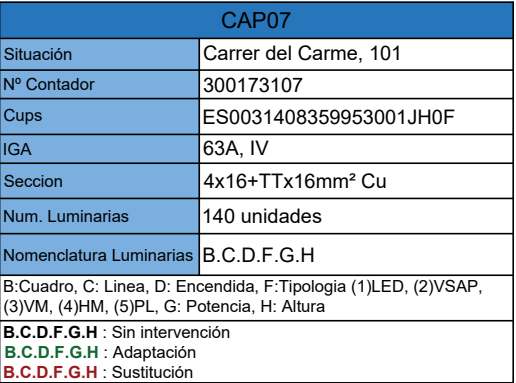 CAP07
Situación Carrer del Carme, 101
Nº Contador 300173107
Cups ES0031408359953001JH0F
IGA 63A, IV
Seccion 4x16+TTx16mm² Cu
Num. Luminarias 140 unidades
Nomenclatura Luminarias B.C.D.F.G.H
B:Cuadro, C: Linea, D: Encendida, F:Tipologia (1)LED, (2)VSAP,
(3)VM, (4)HM, (5)PL, G: Potencia, H: Altura
B.C.D.F.G.H : Sin intervención
B.C.D.F.G.H : Adaptación
B.C.D.F.G.H : Sustitución